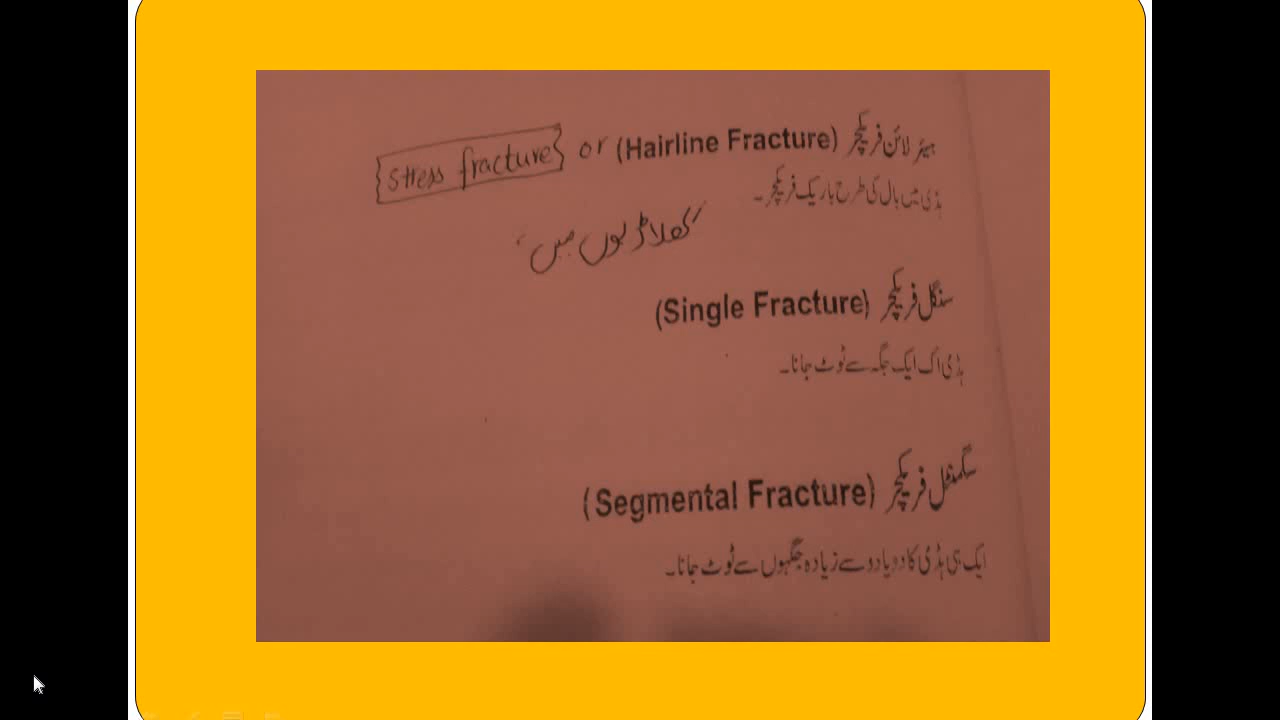 ہیئر لائن فریکچر (Hairline Fracture) or Stress fracture
ہڈی میں بال کی طرح باریک فریکچر۔
کھلاڑیوں میں
سنگل فریکچر (Single Fracture)
ہڈی اک ایک جگہ سے ٹوٹ جانا۔
سگمنٹل فریکچر (Segmental Fracture)
ایک ہی ہڈی کا دو یا دو سے زیادہ جگہوں سے ٹوٹ جانا۔